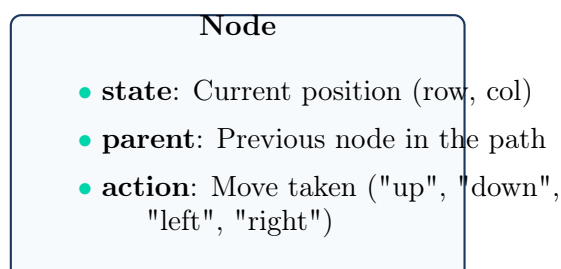 Node
• state: Current position (row, col)
• parent: Previous node in the path
• action: Move taken ("up", "down",
"left", "right")